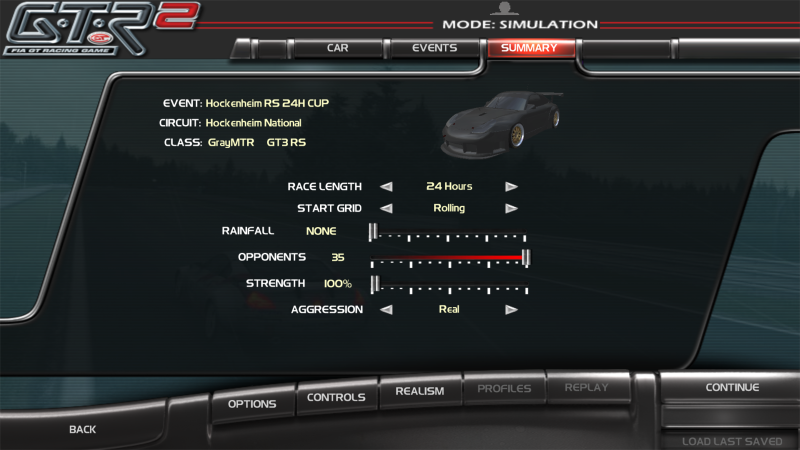 GTR2
FIA GT RACING GAME
MODE: SIMULATION
CAR
EVENTS
SUMMARY
EVENT: Hockenheim RS 24H CUP
CIRCUIT: Hockenheim National
CLASS: GrayMTR GT3 RS
RACE LENGTH 24 Hours
START GRID Rolling
RAINFALL NONE
OPPONENTS 35
STRENGTH 100%
AGGRESSION Real
BACK
OPTIONS
CONTROLS
REALISM
PROFILES
REPLAY
CONTINUE
LOAD LAST SAVED